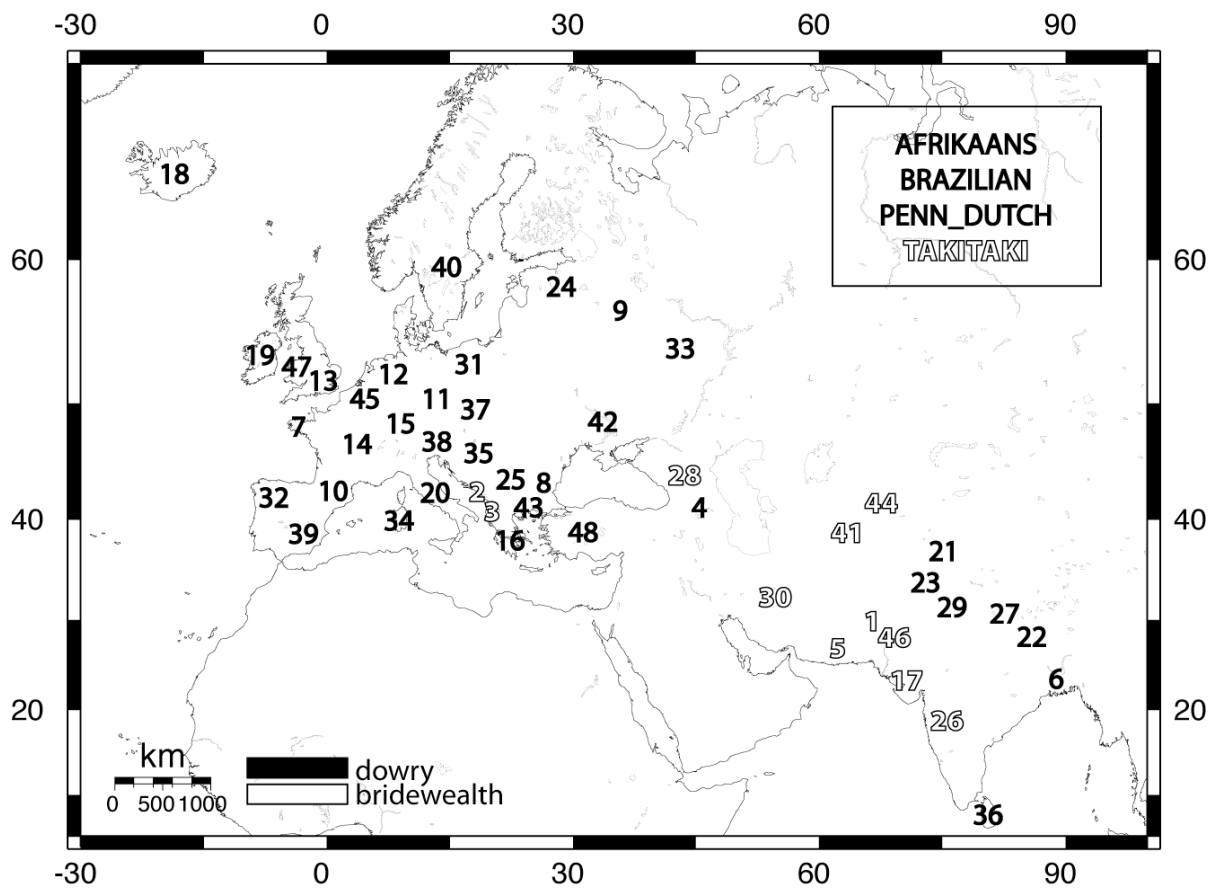 -30 0 30 60 90
AFRIKAANS
BRAZILIAN
PENN_DUTCH
TAKITAKI
18
60 60
40
24
9
19 47 13 12 31 33
45 11 37
7 15 42
14 38 35
28
32 10 20 2 25 8 44
43 4
40 3 40
39 34 16 48 41
21
23
30 29 27
1
46 22
5
17 6
20 20
26
km
0 500 1000
dowry
bridewealth
36
-30 0 30 60 90